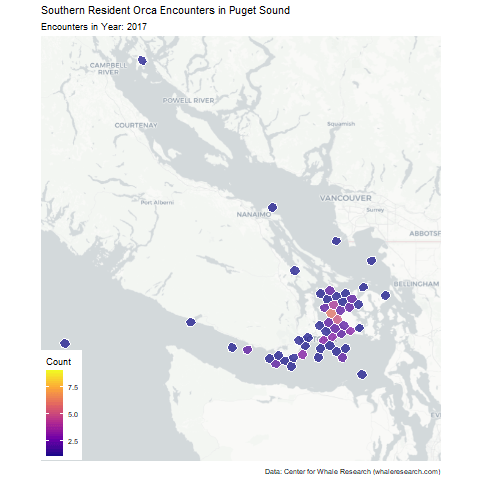 Southern Resident Orca Encounters in Puget Sound
Encounters in Year: 2017
CAMPBELL
RIVER
POWELL RIVER
COURTENAY
Squamish
Port Alberni
VANCOUVER
NANAIMO
Surrey
ABBOTSF
BELLINGHAM
Count
7.5
5.0
2.5
EV
Data: Center for Whale Research (whaleresearch.com)